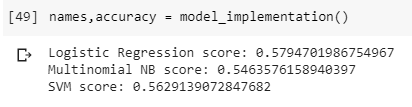 [49] names,accuracy = model_implementation()
Logistic Regression score: 0.5794701986754967
Multinomial NB score: 0.5463576158940397
SVM score: 0.5629139072847682